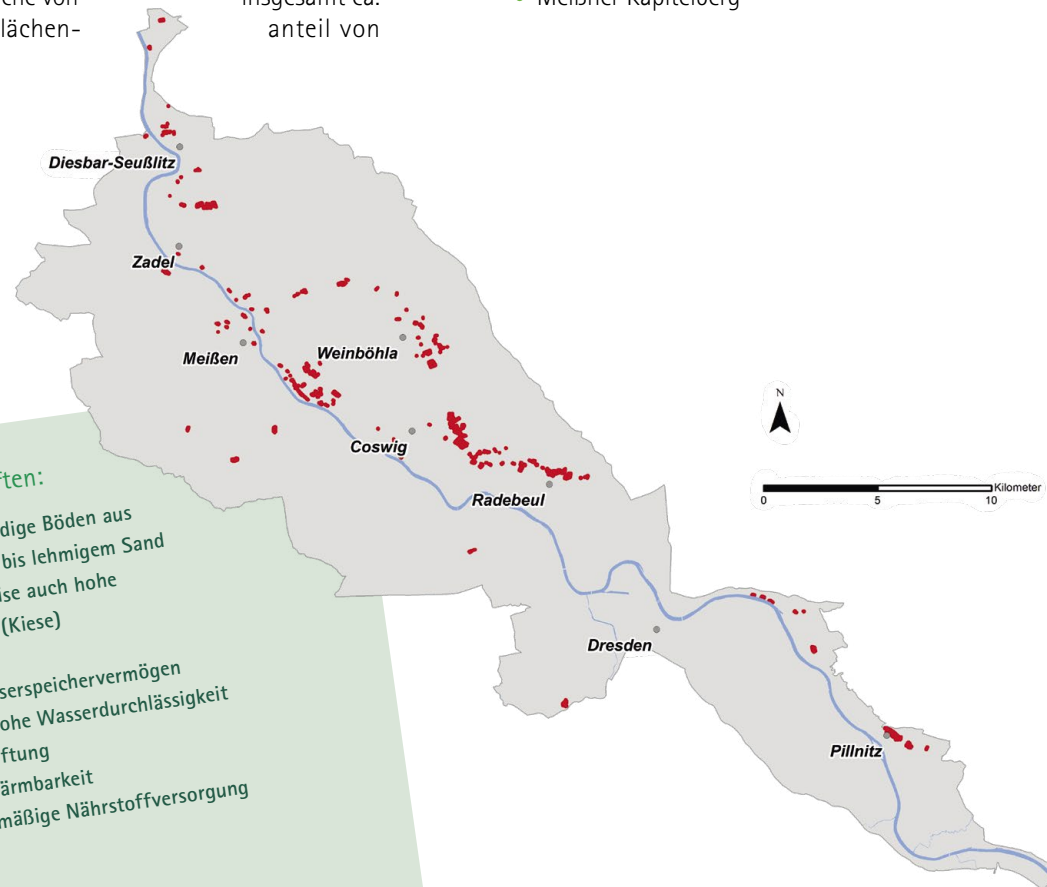 che von
lächen-
insgesamt ca.
anteil von
• Meißner Kapitelberg
Diesbar-Seußlitz
Zadel
Meißen
Weinböhla
Coswig
Radebeul
Dresden
Pillnitz
N
Kilometer
0 5 10
ften:
dige Böden aus
bis lehmigem Sand
ise auch hohe
(Kiese)
serspeichervermögen
ohe Wasserdurchlässigkeit
ftung
ärmbarkeit
mäßige Nährstoffversorgung